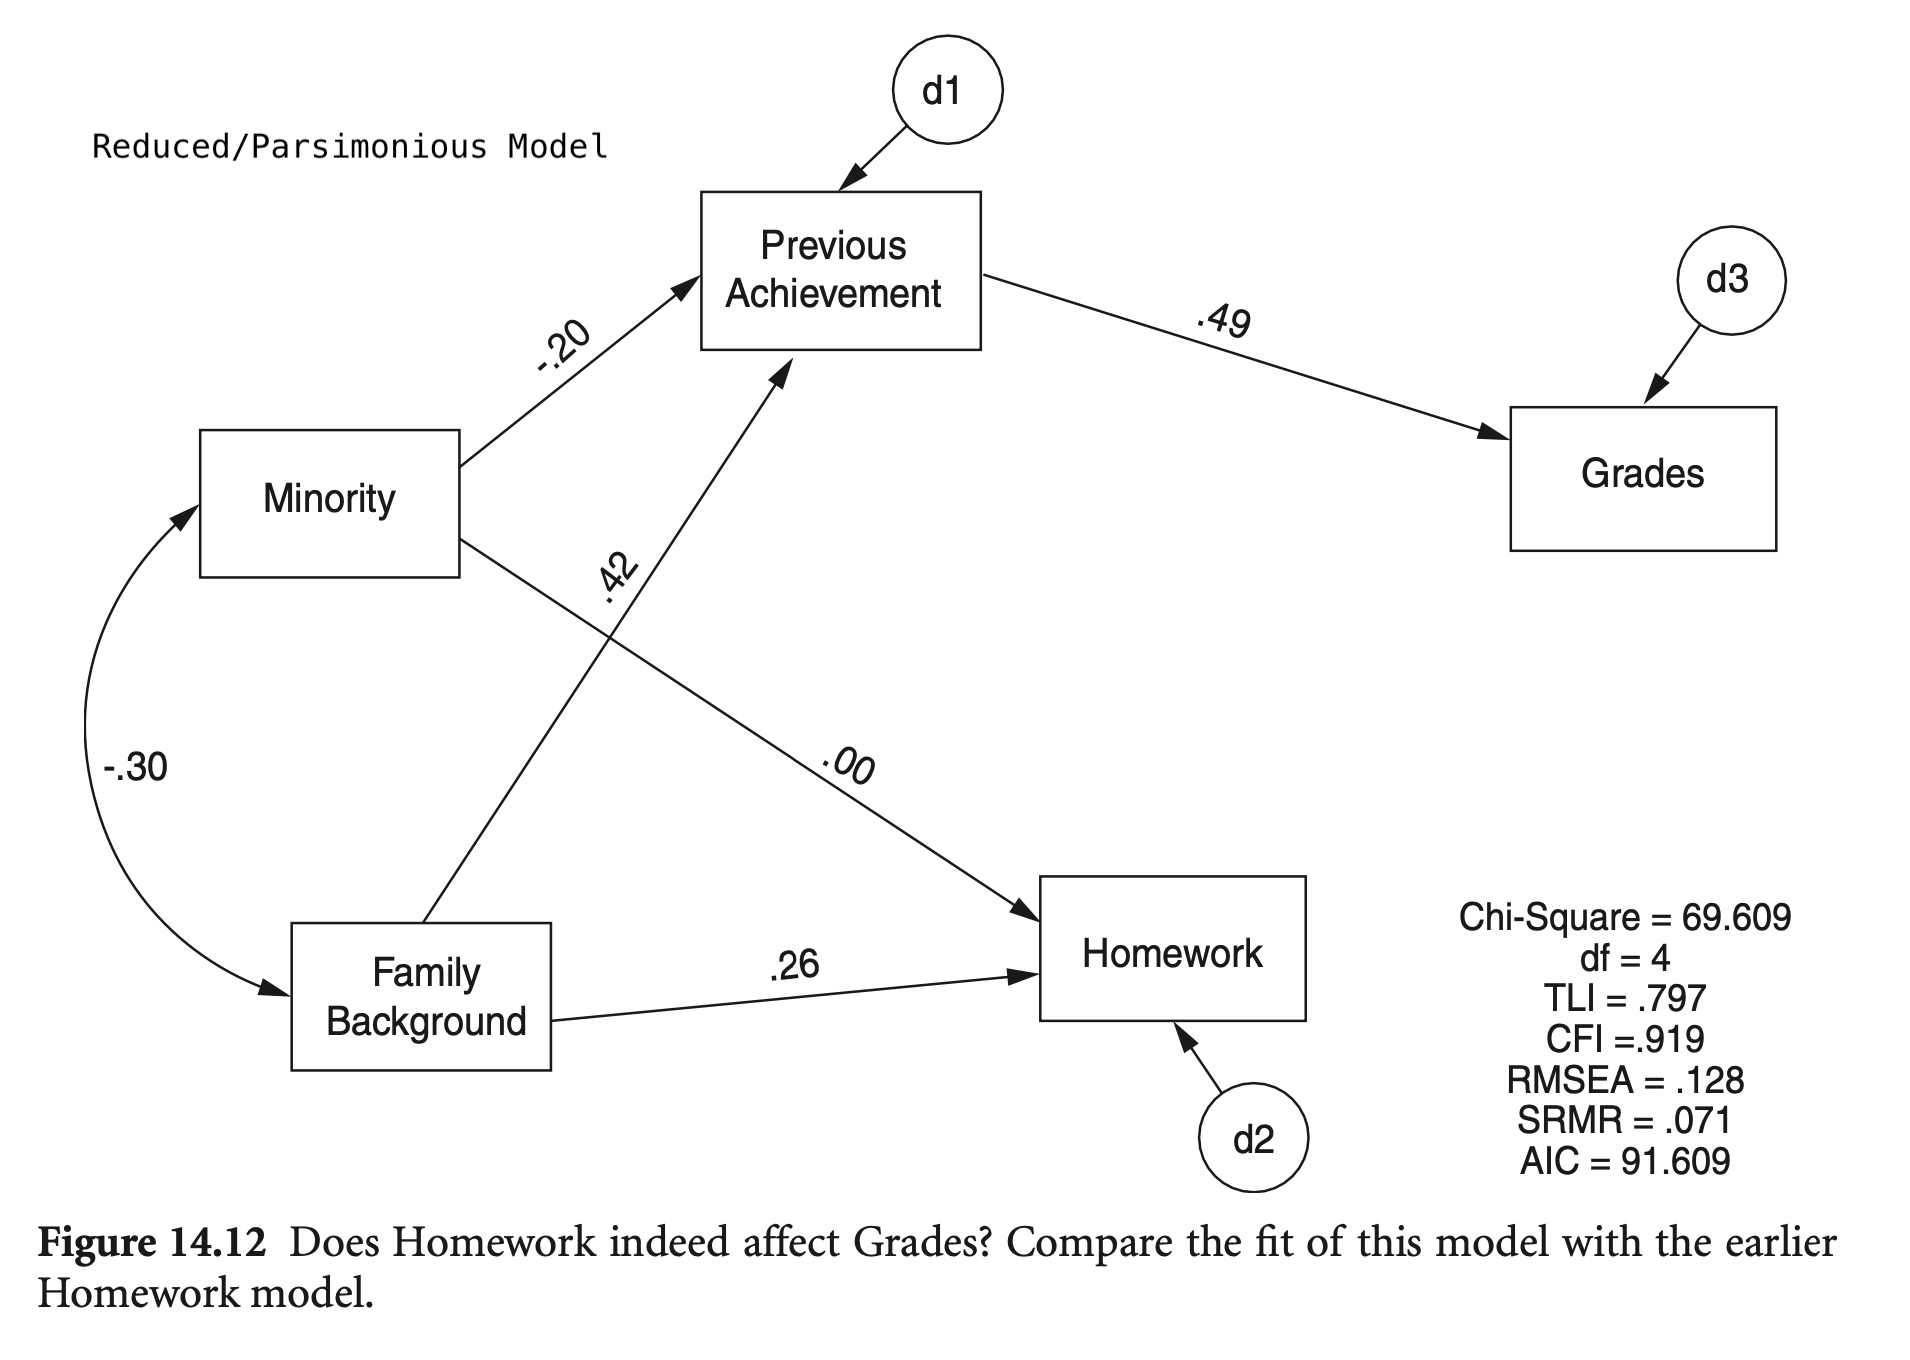 d1
Reduced/Parsimonious Model
Previous
Achievement
d3
-.20
.49
Minority
Grades
.42
-.30
.00
Family
Background
.26
Homework
d2
Chi-Square = 69.609
df = 4
TLI = .797
CFI =.919
RMSEA = .128
SRMR = .071
AIC = 91.609
Figure 14.12 Does Homework indeed affect Grades? Compare the fit of this model with the earlier
Homework model.